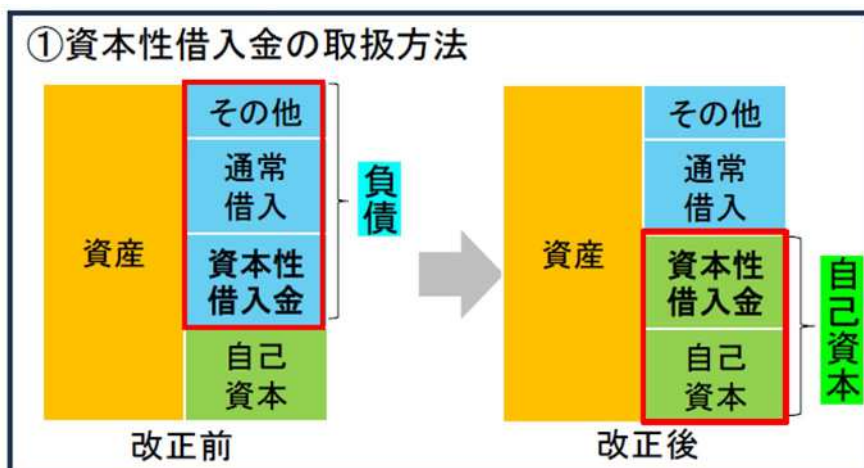 ①資本性借入金の取扱方法
資産
その他
通常
借入
資本性
借入金
自己
資本
負債
改正前
資産
その他
通常
借入
資本性
借入金
自己
資本
自己資本
改正後